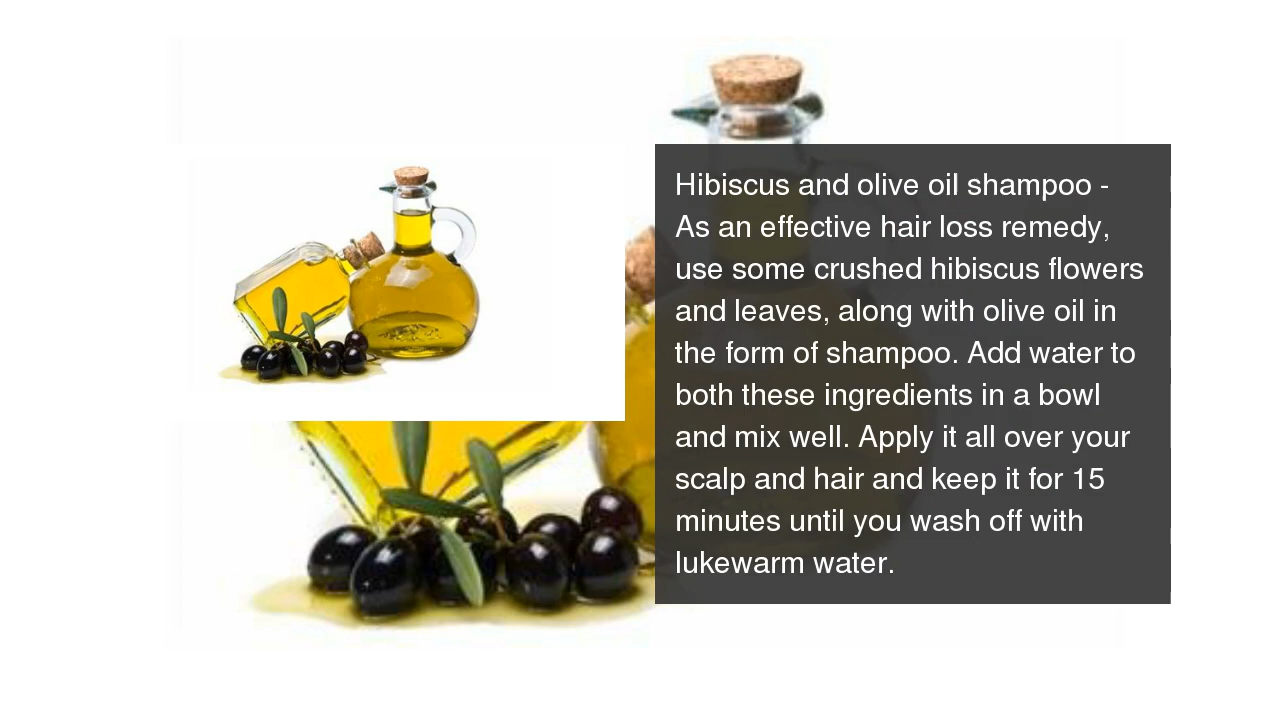 Hibiscus and olive oil shampoo -
As an effective hair loss remedy,
use some crushed hibiscus flowers
and leaves, along with olive oil in
the form of shampoo. Add water to
both these ingredients in a bowl
and mix well. Apply it all over your
scalp and hair and keep it for 15
minutes until you wash off with
lukewarm water.